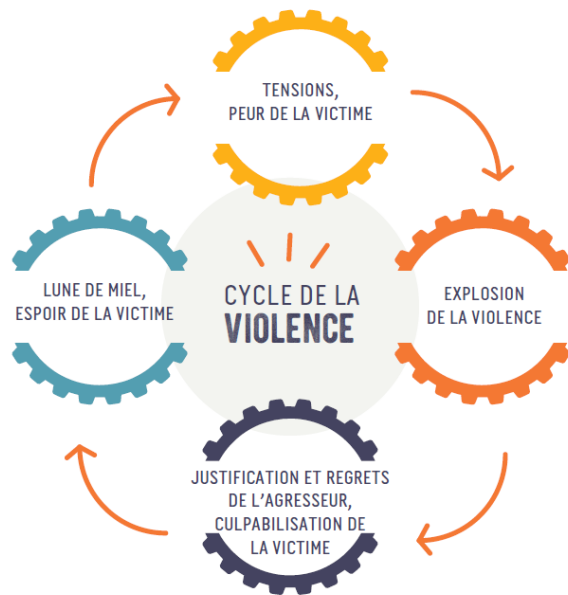 TENSIONS,
PEUR DE LA VICTIME
LUNE DE MIEL,
ESPOIR DE LA VICTIME
CYCLE DE LA
VIOLENCE
EXPLOSION
DE LA VIOLENCE
JUSTIFICATION ET REGRETS
DE L'AGRESSEUR,
CULPABILISATION DE
LA VICTIME